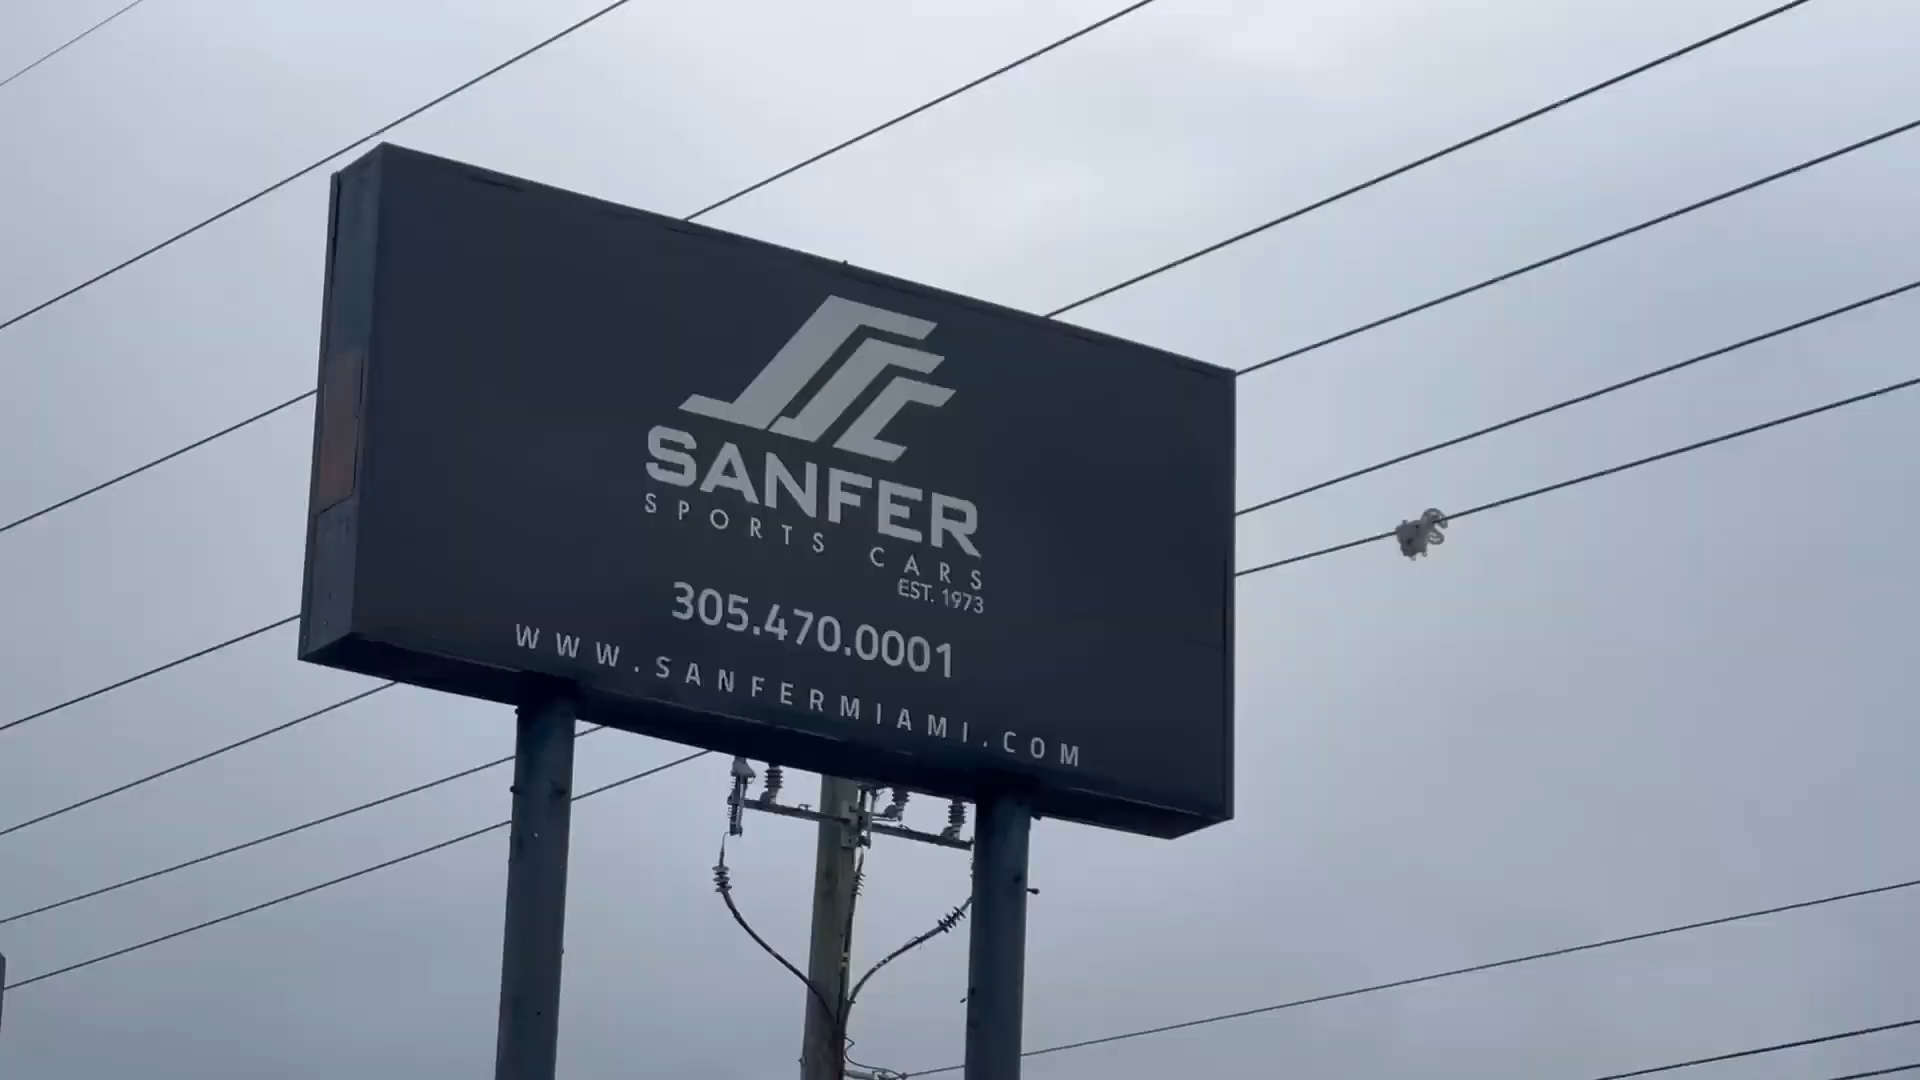 SANFER
SPORTS CARS
EST. 1973
305.470.0001
WWW.SANFERMIAMI.COM